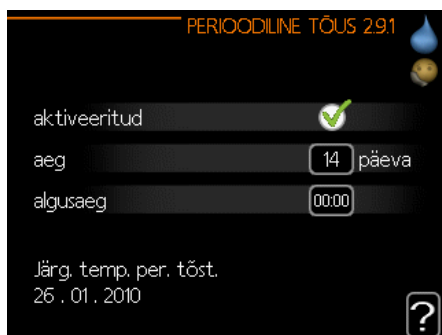 PERIOODILINE TÕUS 2.9.1
aktiveeritud
aeg 14 päeva
algusaeg 00:00
Järg. temp. per. tõst.
26 . 01 . 2010
?